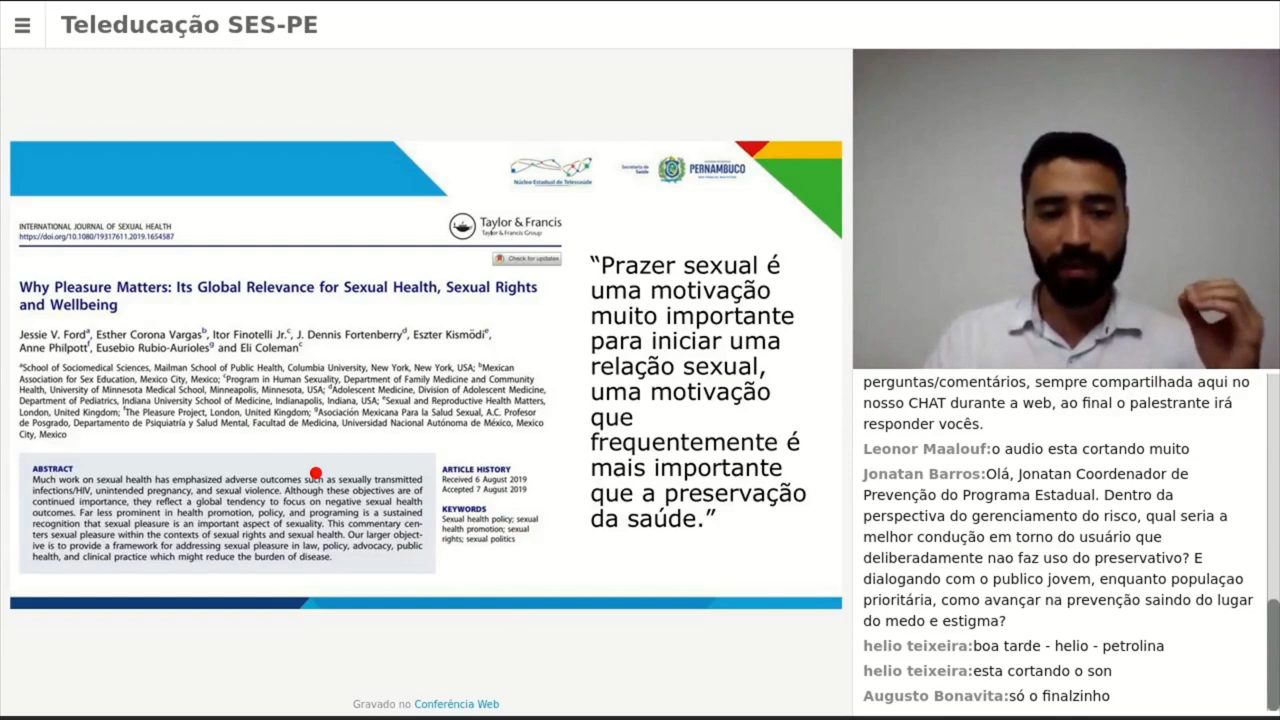 Teleducação SES-PE
Núcleo Estadual de Telessaúde
Secretaria de
Saúde
PERNAMBUCO
INTERNATIONAL JOURNAL OF SEXUAL HEALTH
https://doi.org/10.1080/19317611.2019.1654587
Taylor & Francis
Taylor & Francis Group
Check for updates
Why Pleasure Matters: Its Global Relevance for Sexual Health, Sexual Rights
and Wellbeing
Jessie V. Forda, Esther Corona Vargasb, Itor Finotelli Jr.c, J. Dennis Fortenberryd, Eszter Kismödie,
Anne Philpottf, Eusebio Rubio-Auriolesg and Eli Colemanc
aSchool of Sociomedical Sciences, Mailman School of Public Health, Columbia University, New York, New York, USA; bMexican
Association for Sex Education, Mexico City, Mexico; cProgram in Human Sexuality, Department of Family Medicine and Community
Health, University of Minnesota Medical School, Minneapolis, Minnesota, USA; dAdolescent Medicine, Division of Adolescent Medicine,
Department of Pediatrics, Indiana University School of Medicine, Indianapolis, Indiana, USA; eSexual and Reproductive Health Matters,
London, United Kingdom; fThe Pleasure Project, London, United Kingdom; gAsociación Mexicana Para la Salud Sexual, A.C. Profesor
de Posgrado, Departamento de Psiquiatría y Salud Mental, Facultad de Medicina, Universidad Nacional Autónoma de México, Mexico
City, Mexico
ABSTRACT
Much work on sexual health has emphasized adverse outcomes such as sexually transmitted
infections/HIV, unintended pregnancy, and sexual violence. Although these objectives are of
continued importance, they reflect a global tendency to focus on negative sexual health
outcomes. Far less prominent in health promotion, policy, and programing is a sustained
recognition that sexual pleasure is an important aspect of sexuality. This commentary cen-
ters sexual pleasure within the contexts of sexual rights and sexual health. Our larger object-
ive is to provide a framework for addressing sexual pleasure in law, policy, advocacy, public
health, and clinical practice which might reduce the burden of disease.
ARTICLE HISTORY
Received 6 August 2019
Accepted 7 August 2019
KEYWORDS
Sexual health policy; sexual
health promotion; sexual
rights; sexual politics
“Prazer sexual é
uma motivação
muito importante
para iniciar uma
relação sexual,
uma motivação
que
frequentemente é
mais importante
que a preservação
da saúde.”
Gravado no Conferência Web
perguntas/comentários, sempre compartilhada aqui no
nosso CHAT durante a web, ao final o palestrante irá
responder vocês.
Leonor Maalouf:o audio esta cortando muito
Jonatan Barros:Olá, Jonatan Coordenador de
Prevenção do Programa Estadual. Dentro da
perspectiva do gerenciamento do risco, qual seria a
melhor condução em torno do usuário que
deliberadamente nao faz uso do preservativo? E
dialogando com o publico jovem, enquanto populaçao
prioritária, como avançar na prevenção saindo do lugar
do medo e estigma?
helio teixeira:boa tarde - helio - petrolina
helio teixeira:esta cortando o son
Augusto Bonavita:só o finalzinho